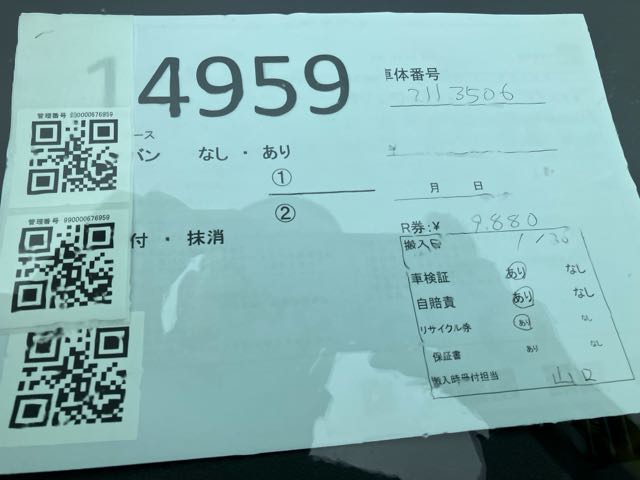 14959
車体番号
2113506
管理番号 990000676959
ース
バン なし・あり
①
¥
②
月 日
管理番号 990000676959
付・抹消
R券:¥ 9.880
搬入日 1/30
車検証 あり なし
自賠責 あり なし
リサイクル券 あり なし
保証書 あり なし
搬入時受付担当 山口